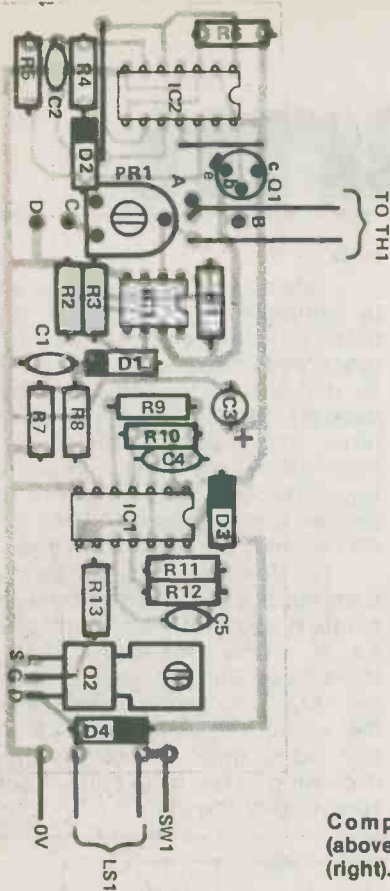 R6
R5
C2
R4
IC2
D2
PR1
A
c
Q1
e
b
D
C
B
TO TH1
R2
R3
C1
D1
R7
R8
R9
R10
C3
+
C4
IC1
D3
R11
R12
R13
C5
S
G
D
Q2
D4
0V
LS1
SW1
Comp
(above
(right).